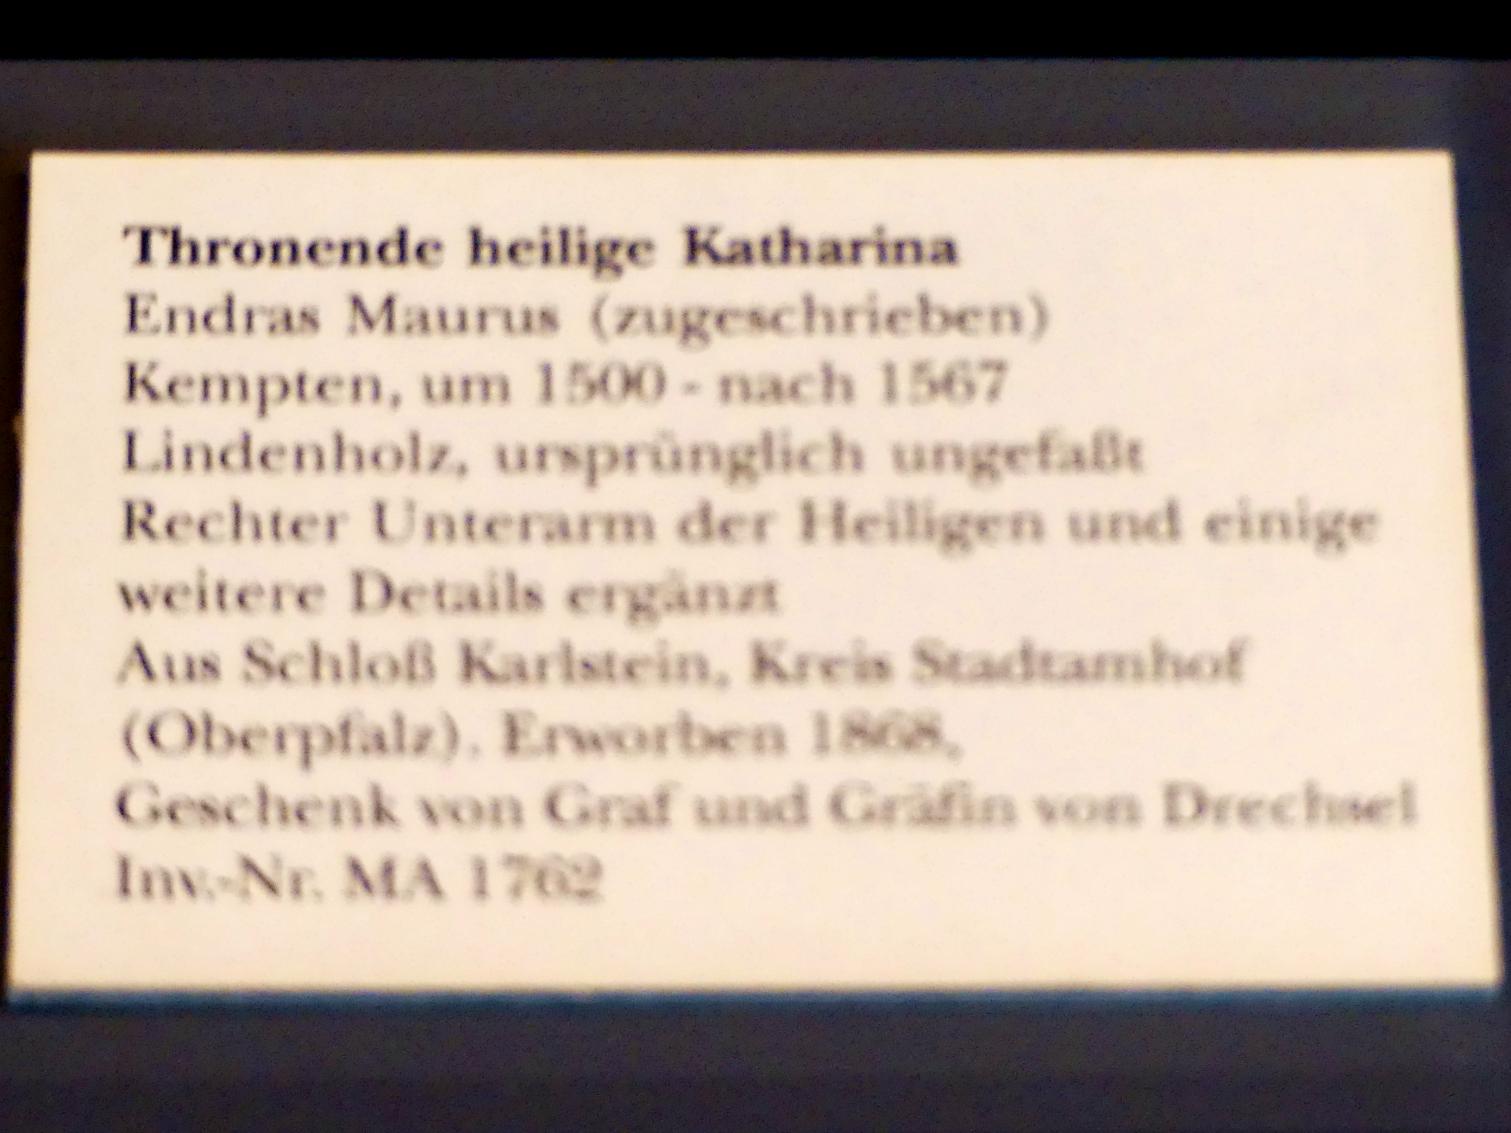 Thronende heilige Katharina
Endras Maurus (zugeschrieben)
Kempten, um 1500 - nach 1567
Lindenholz, ursprünglich ungefaßt
Rechter Unterarm der Heiligen und einige
weitere Details ergänzt
Aus Schloß Karlstein, Kreis Stadtamhof
(Oberpfalz). Erworben 1868,
Geschenk von Graf und Gräfin von Drechsel
Inv.-Nr. MA 1762